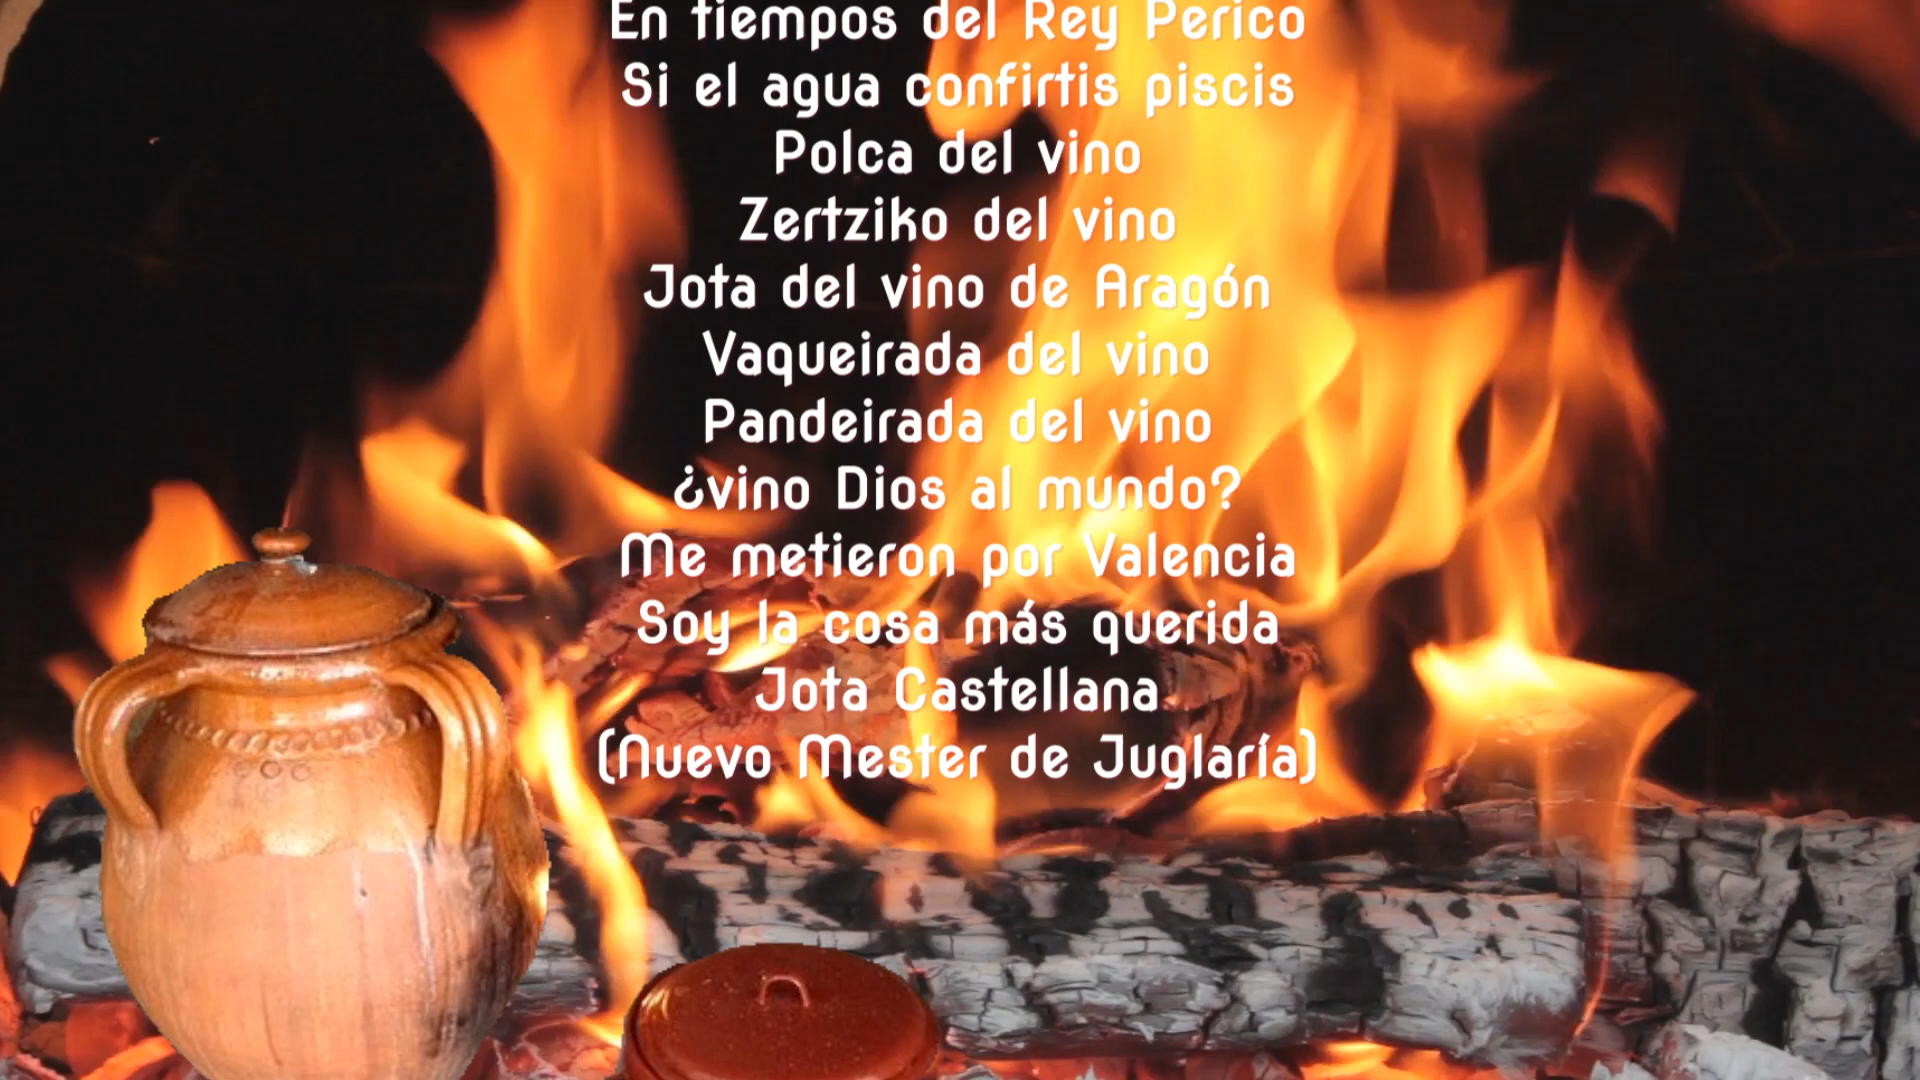 En tiempos del Rey Perico
Si el agua confirtis piscis
Polca del vino
Zertziko del vino
Jota del vino de Aragón
Vaqueirada del vino
Pandeirada del vino
¿vino Dios al mundo?
Me metieron por Valencia
Soy la cosa más querida
Jota Castellana
(Nuevo Mester de Juglaría)